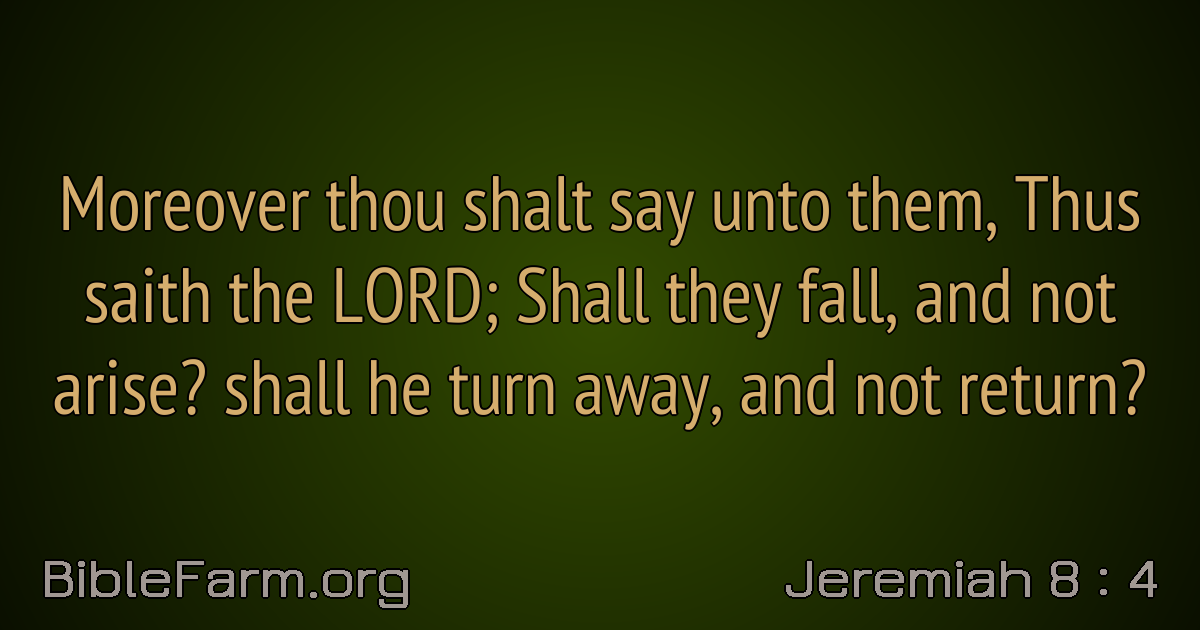 Moreover thou shalt say unto them, Thus
saith the LORD; Shall they fall, and not
arise? shall he turn away, and not return?
BibleFarm.org
Jeremiah 8 : 4